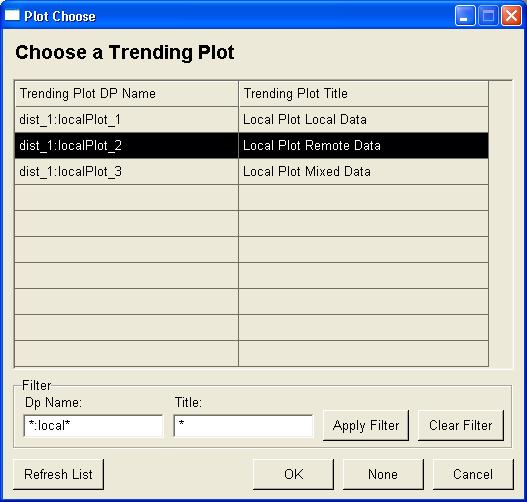 Plot Choose
Choose a Trending Plot
Trending Plot DP Name Trending Plot Title
dist_1:localPlot_1 Local Plot Local Data
dist_1:localPlot_2 Local Plot Remote Data
dist_1:localPlot_3 Local Plot Mixed Data
Filter
Dp Name: Title:
*:local* * Apply Filter Clear Filter
Refresh List OK None Cancel